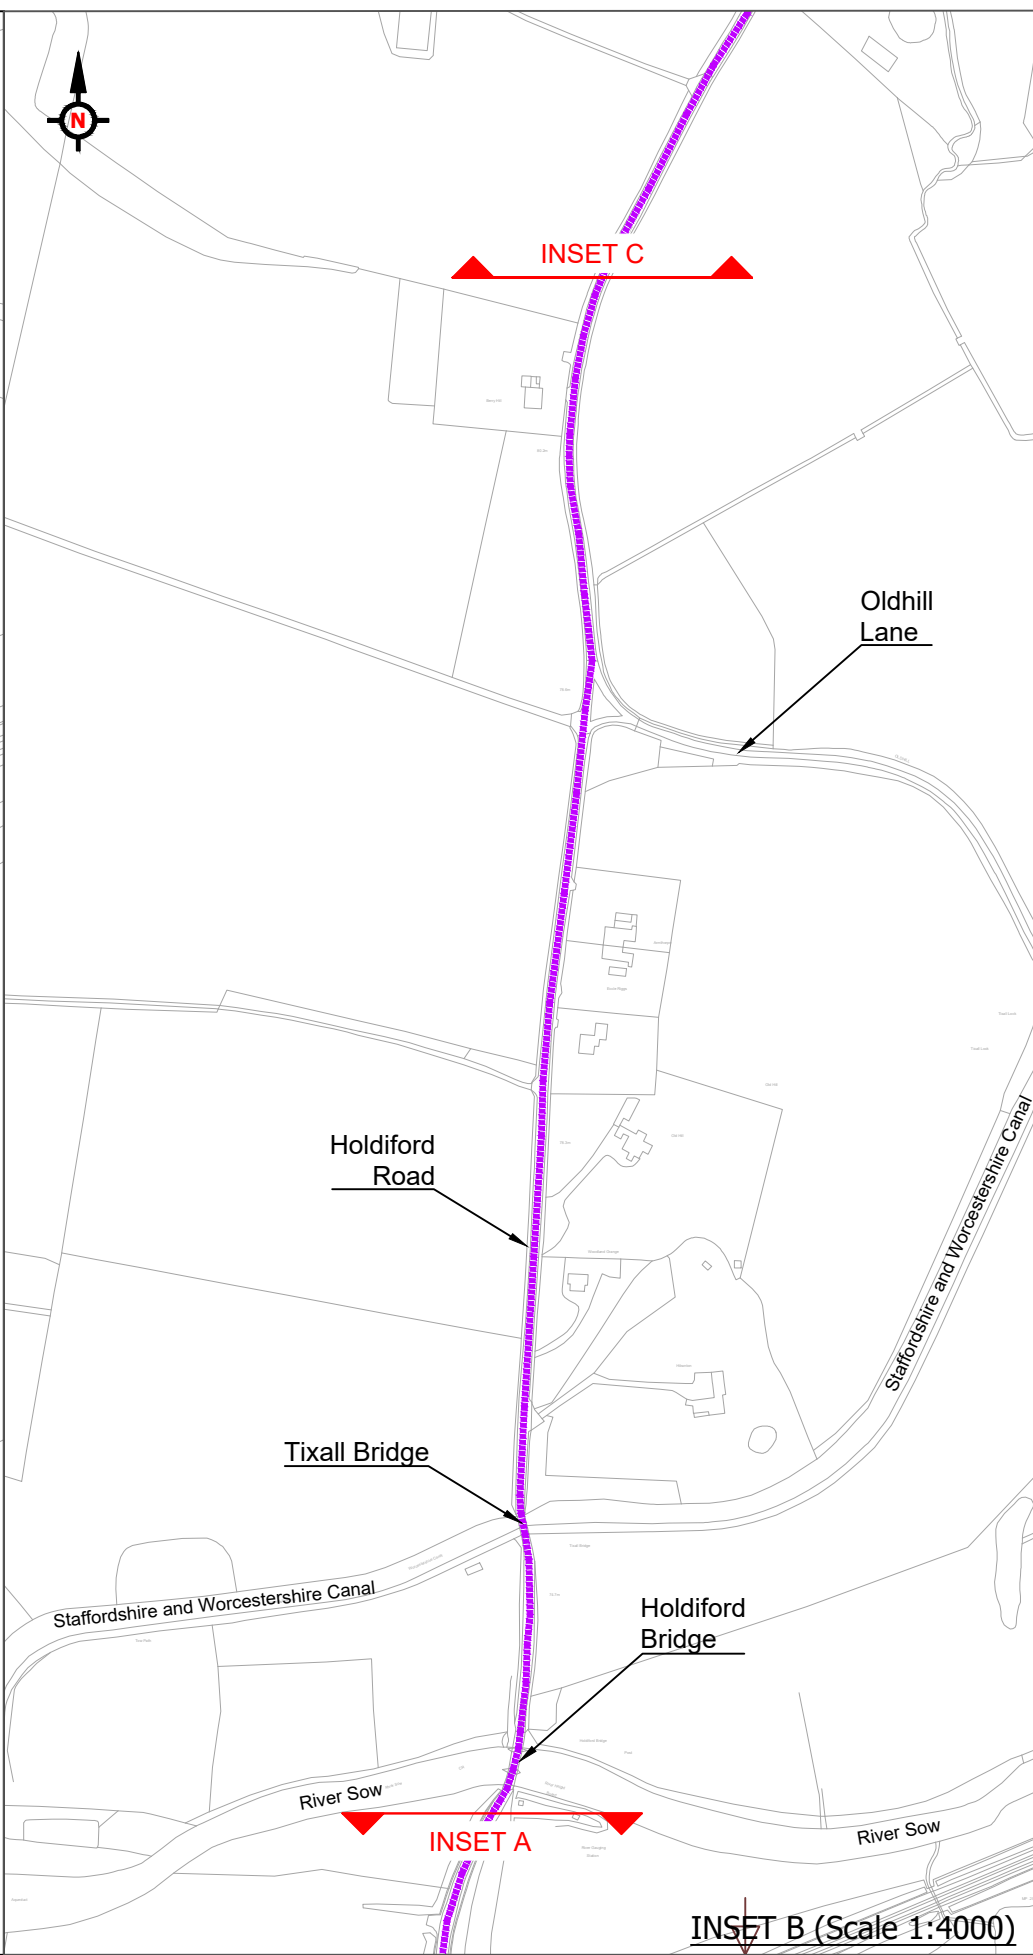 N
INSET C
Oldhill
Lane
Holdiford
Road
Staffordshire and Worcestershire Canal
Tixall Bridge
Staffordshire and Worcestershire Canal
Holdiford
Bridge
River Sow
INSET A
River Sow
INSET B (Scale 1:4000)